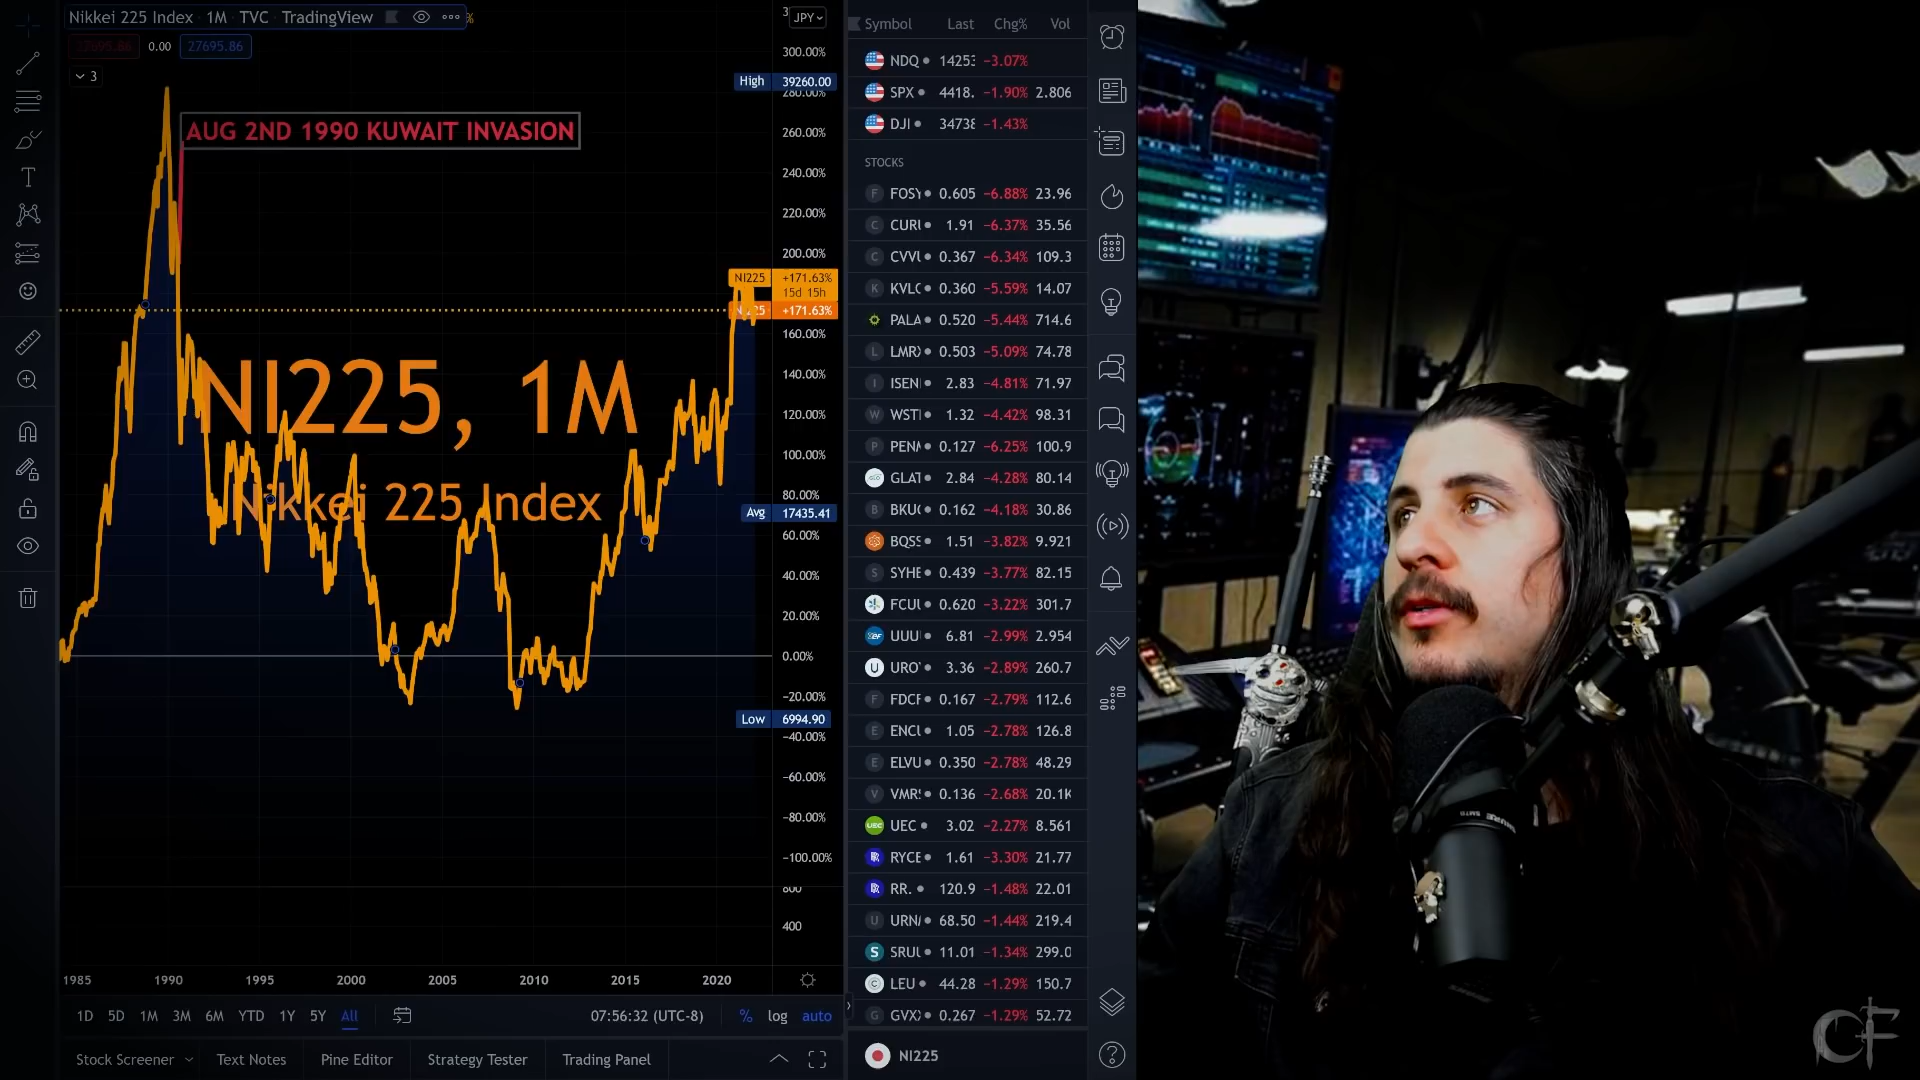 Nikkei 225 Index · 1M · TVC · TradingView
0.00 27695.86
3
JPY
300.00%
High 39260.00
280.00%
AUG 2ND 1990 KUWAIT INVASION
260.00%
240.00%
220.00%
200.00%
NI225 +171.63%
15d 15h
+171.63%
160.00%
140.00%
120.00%
100.00%
80.00%
NI225, 1M
Nikkei 225 Index
Avg 17435.41
60.00%
40.00%
20.00%
0.00%
−20.00%
Low 6994.90
−40.00%
−60.00%
−80.00%
−100.00%
800
400
1985 1990 1995 2000 2005 2010 2015 2020
1D 5D 1M 3M 6M YTD 1Y 5Y All
07:56:32 (UTC-8) % log auto
Stock Screener Text Notes Pine Editor Strategy Tester Trading Panel
Symbol Last Chg% Vol
NDQ 14253 −3.07%
SPX 4418. −1.90% 2.806
DJI 34738 −1.43%
STOCKS
FOSY 0.605 −6.88% 23.96
1.91 −6.37% 35.56
0.367 −6.34% 109.3
KVLC 0.360 −5.59% 14.07
PALA 0.520 −5.44% 714.6
0.503 −5.09% 74.78
ISEN 2.83 −4.81% 71.97
1.32 −4.42% 98.31
0.127 −6.25% 100.9
GLAT 2.84 −4.28% 80.14
0.162 −4.18% 30.86
BQSS 1.51 −3.82% 9.921
SYHE 0.439 −3.77% 82.15
0.620 −3.22% 301.7
UUU 6.81 −2.99% 2.954
3.36 −2.89% 260.7
0.167 −2.79% 112.6
1.05 −2.78% 126.8
ELVU 0.350 −2.78% 48.29
0.136 −2.68% 20.1K
UEC 3.02 −2.27% 8.561
RYCE 1.61 −3.30% 21.77
RR. 120.9 −1.48% 22.01
68.50 −1.44% 219.4
11.01 −1.34% 299.0
LEU 44.28 −1.29% 150.7
0.267 −1.29% 52.72
NI225
SHURE SM7B
CF